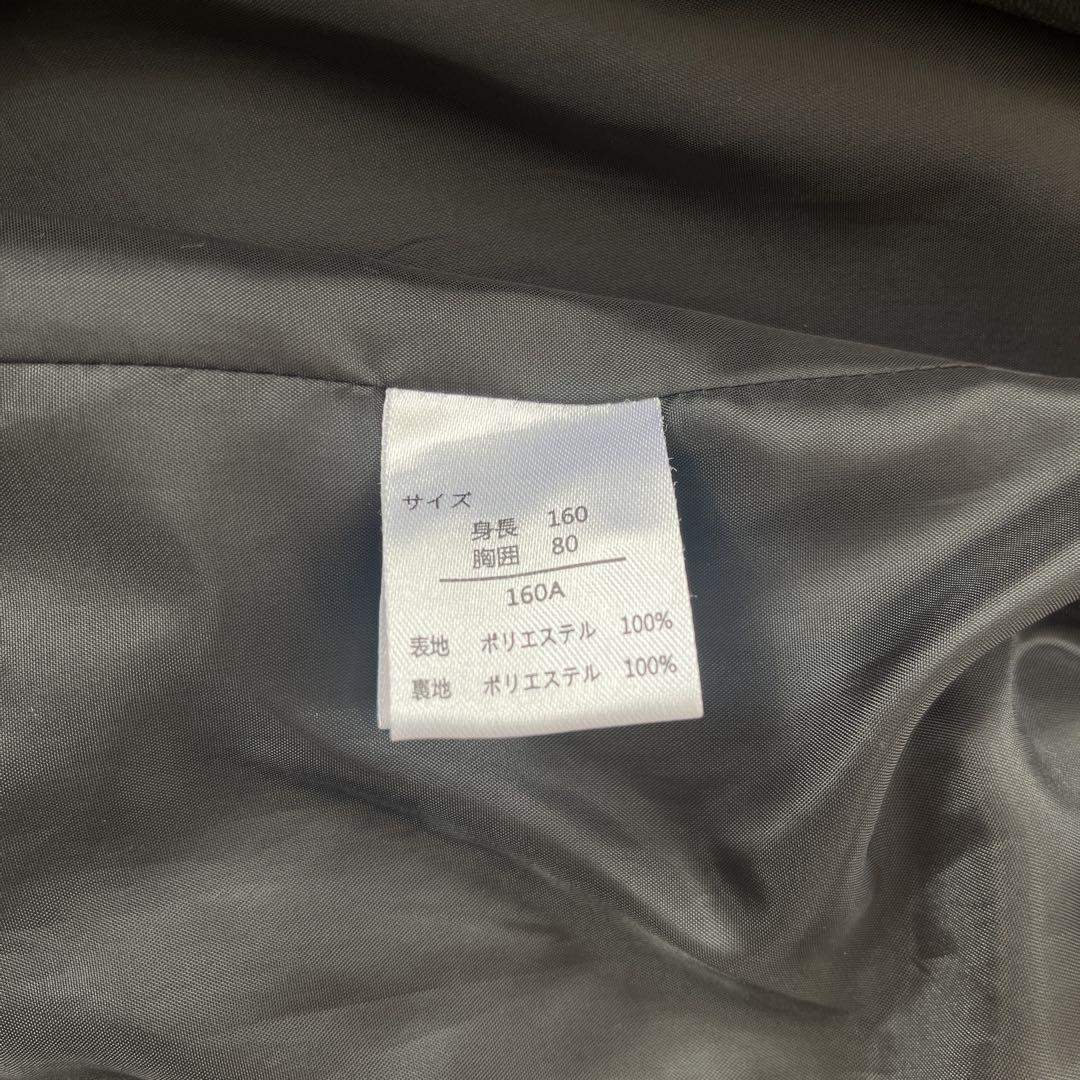 サイズ
身長 160
胸囲 80
160A
表地 ポリエステル 100%
裏地 ポリエステル 100%